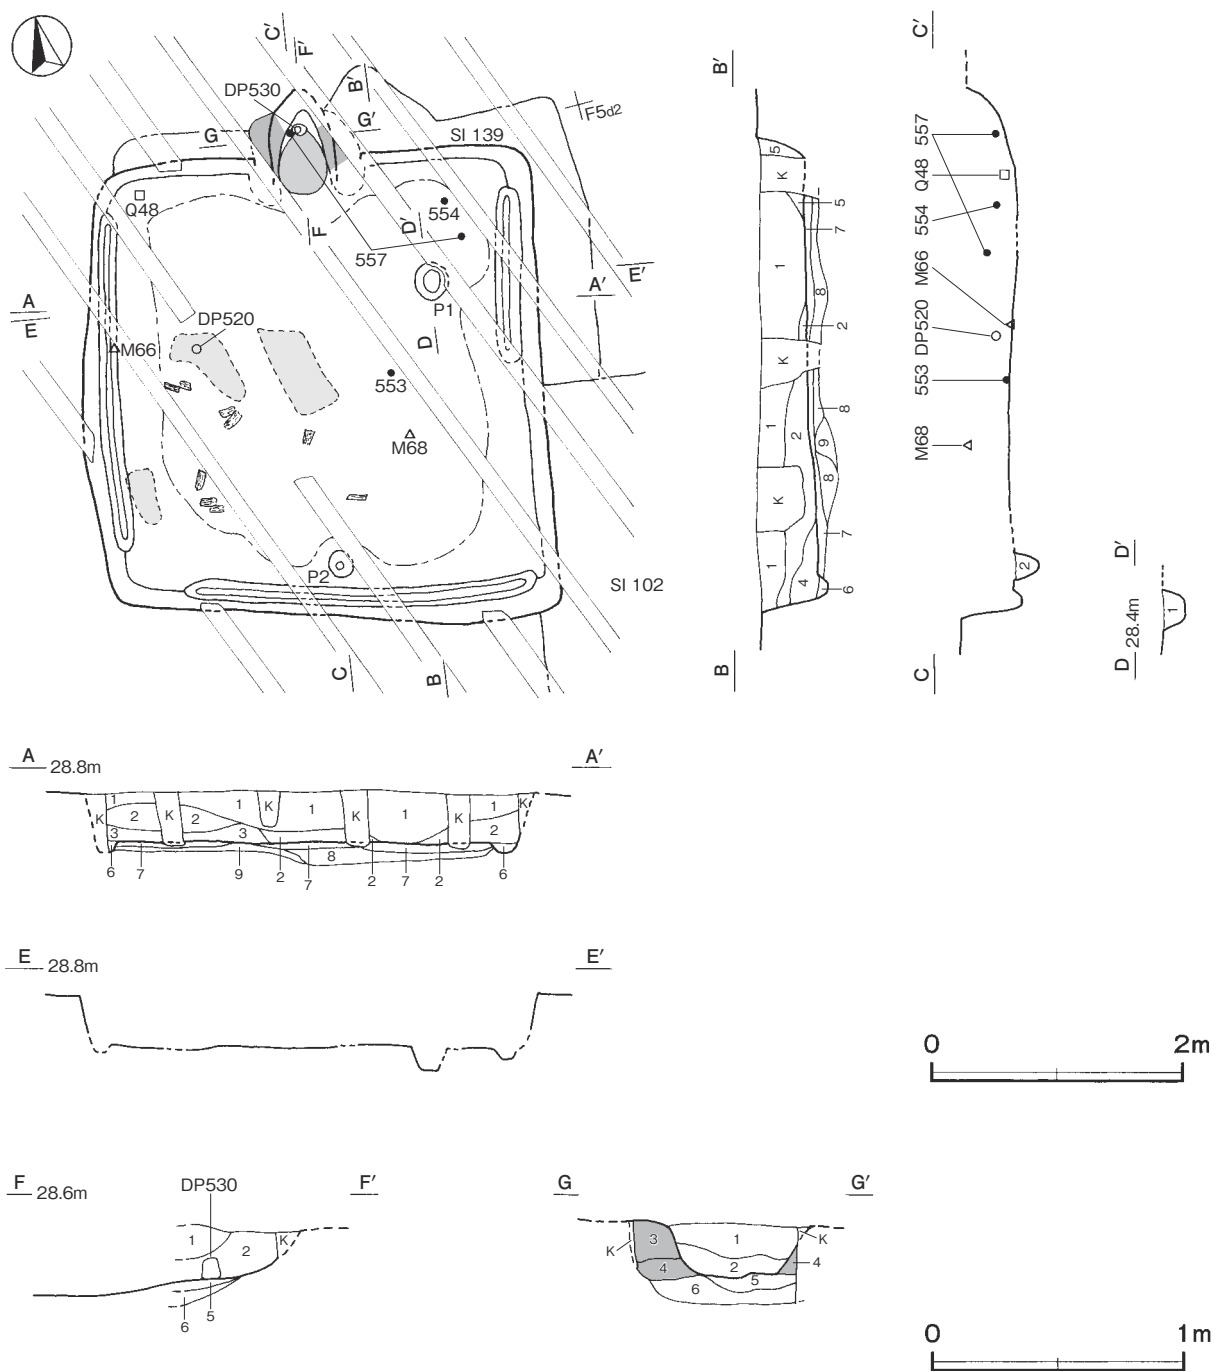 C′
F′
B′
DP530
G
G′
SI 139
F5d2
Q48
554
D′
F
557
E′
A′
A
E
P1
DP520
M66
D
553
M68
P2
SI 102
C
B
B′
5
K
5
7
1
8
2
K
8
1
2
9
8
K
7
1
4
6
B
C′
557
Q48
554
M66
DP520
553
M68
2
C
D′
28.4m
1
D
A 28.8m A′
1 K 1 K 1 K 1 K 1 K
K 2 2 2
3 3
8
6 7 9 2 7 2 7 2 6
E 28.8m E′
0 2m
F 28.6m DP530 F′
1 2 K
6 5
G G′
K 3 1 K
4 2 4
6 5
0 1m